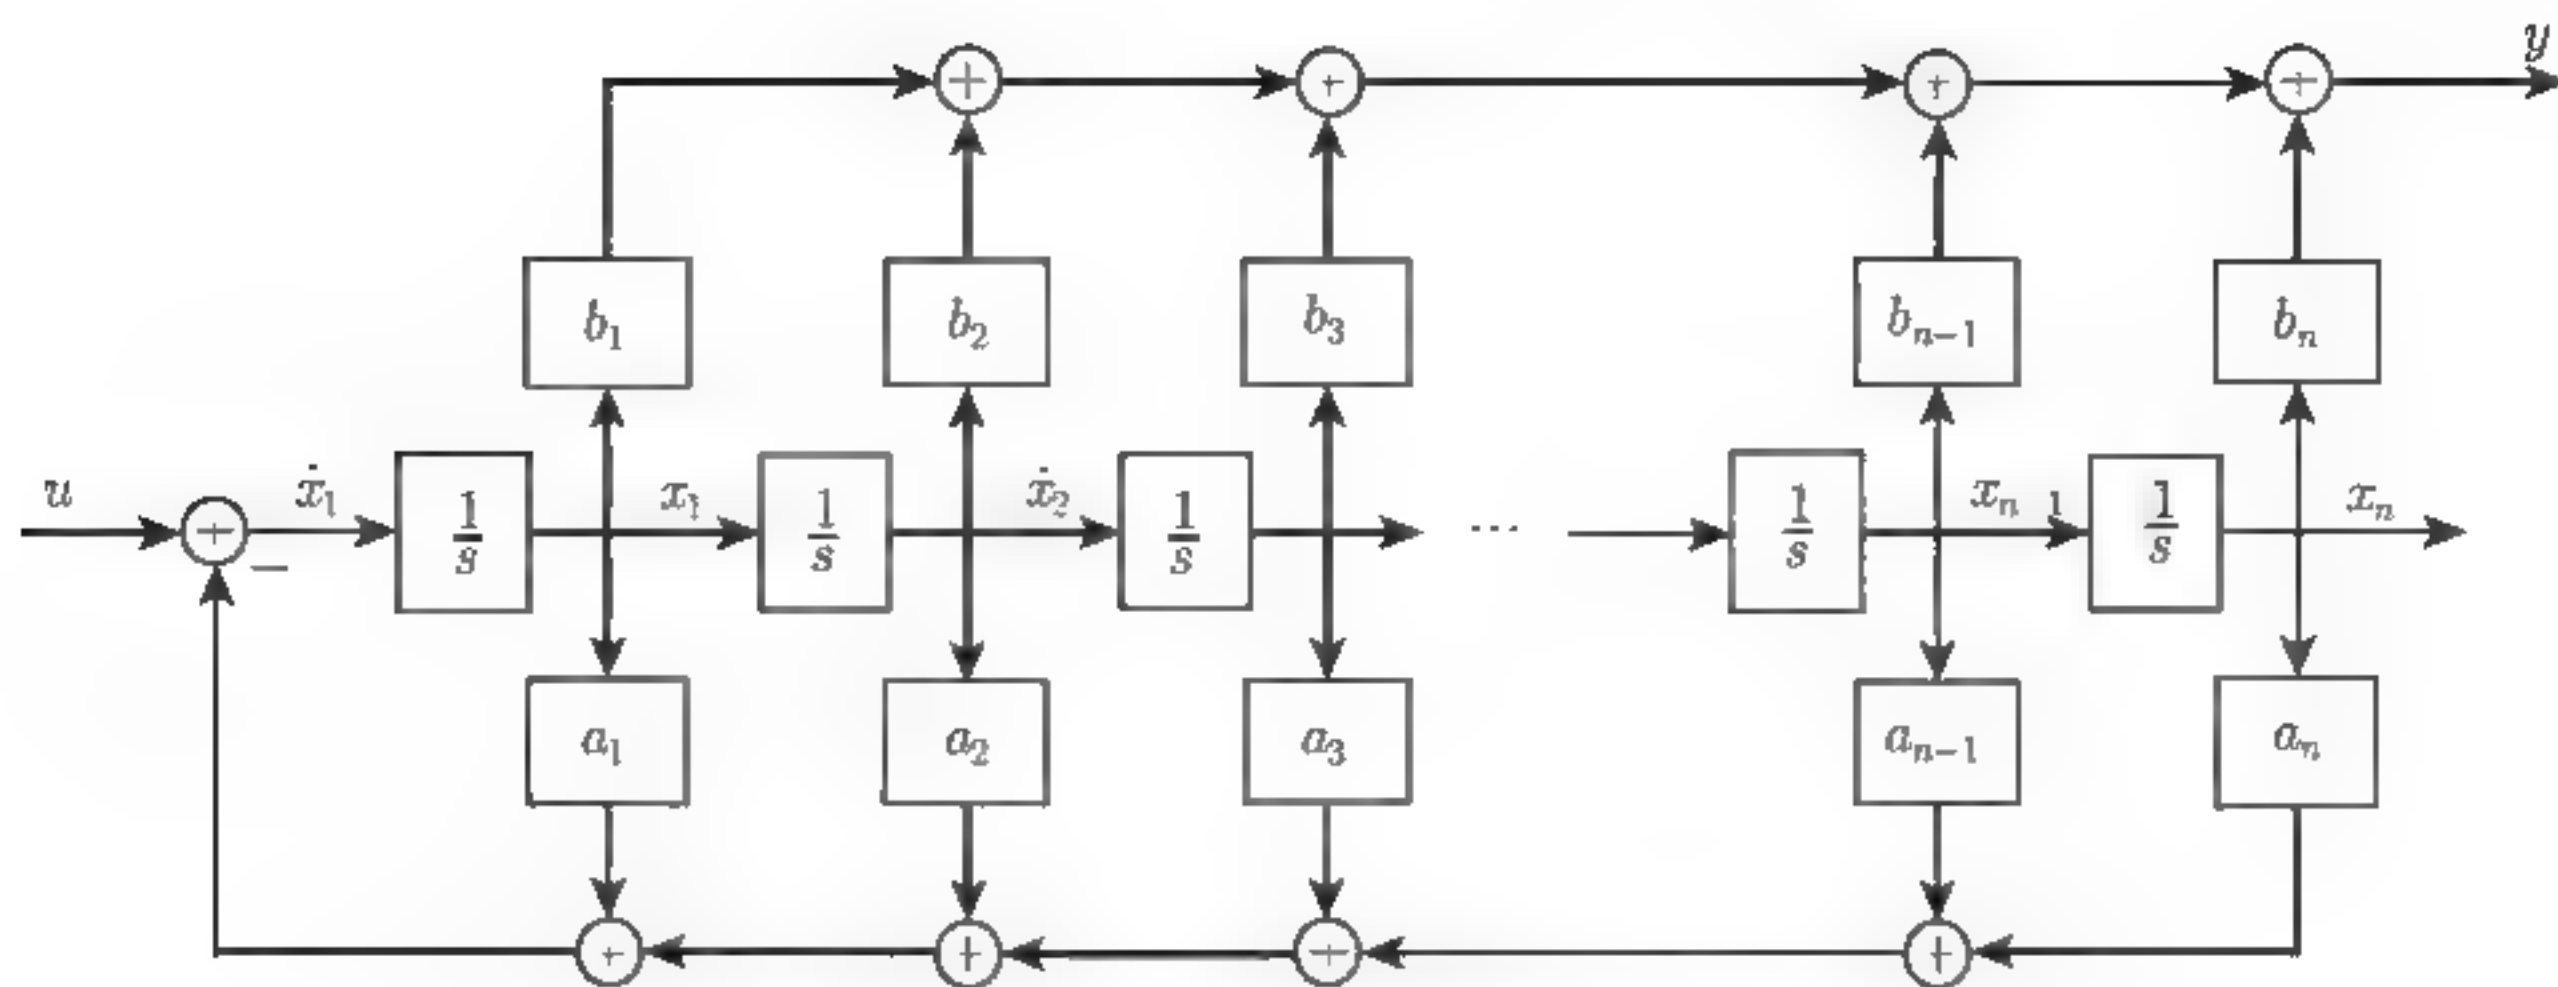 y
+ + + +
b₁ b₂ b₃ bₙ₋₁ bₙ
u + ẋ₁ 1/s x₁ 1/s ẋ₂ 1/s ... 1/s xₙ 1 1/s xₙ
−
a₁ a₂ a₃ aₙ₋₁ aₙ
+ + + +